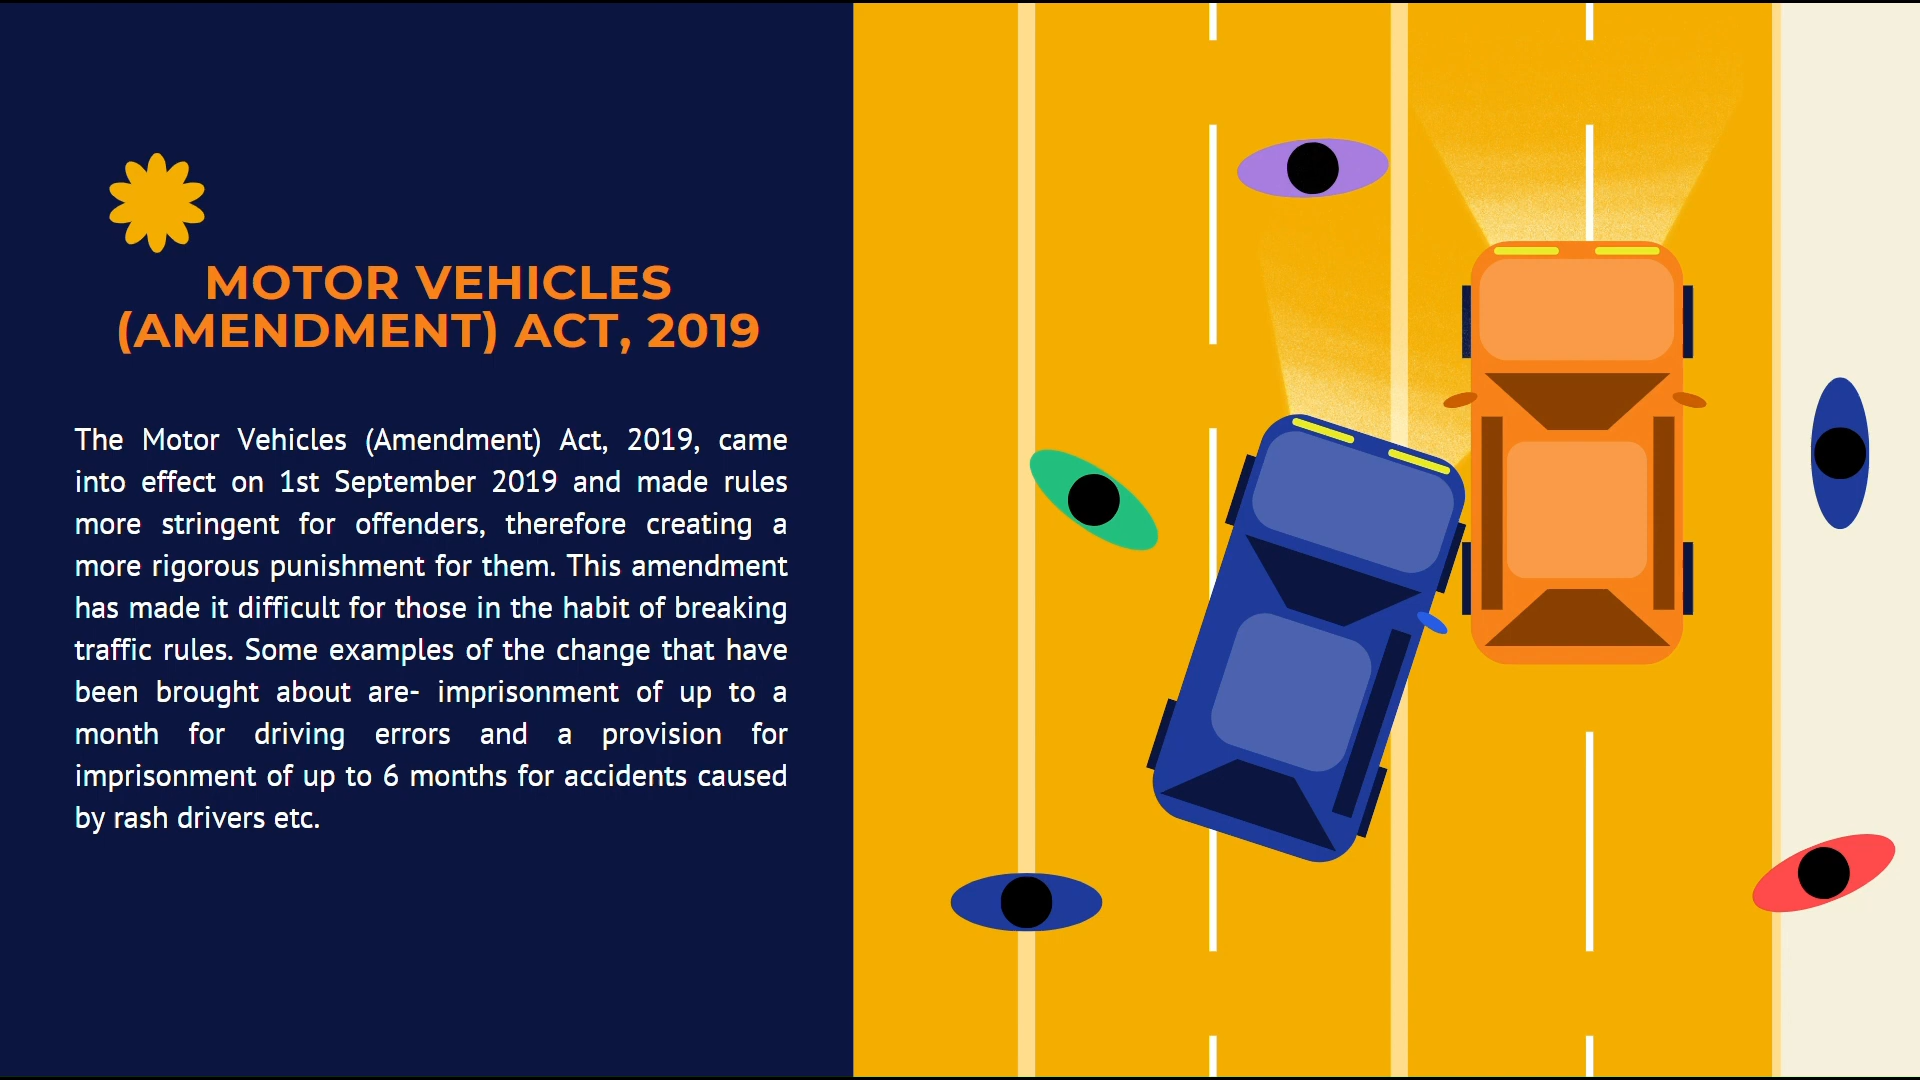 MOTOR VEHICLES
(AMENDMENT) ACT, 2019
The Motor Vehicles (Amendment) Act, 2019, came
into effect on 1st September 2019 and made rules
more stringent for offenders, therefore creating a
more rigorous punishment for them. This amendment
has made it difficult for those in the habit of breaking
traffic rules. Some examples of the change that have
been brought about are- imprisonment of up to a
month for driving errors and a provision for
imprisonment of up to 6 months for accidents caused
by rash drivers etc.